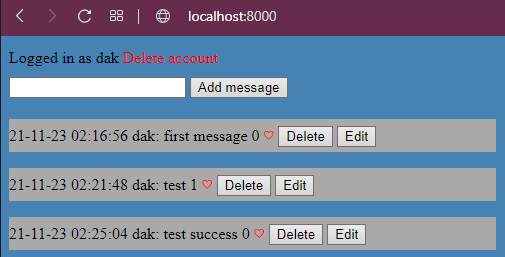 localhost:8000
Logged in as dak Delete account
Add message
21-11-23 02:16:56 dak: first message 0 ♡ Delete Edit
21-11-23 02:21:48 dak: test 1 ♡ Delete Edit
21-11-23 02:25:04 dak: test success 0 ♡ Delete Edit